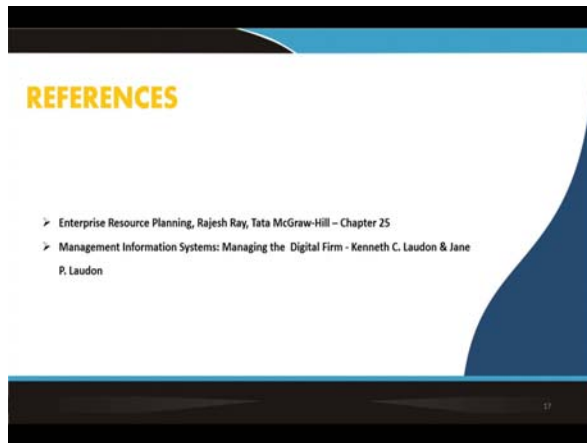 REFERENCES
➢ Enterprise Resource Planning, Rajesh Ray, Tata McGraw-Hill – Chapter 25
➢ Management Information Systems: Managing the Digital Firm - Kenneth C. Laudon & Jane
P. Laudon
17